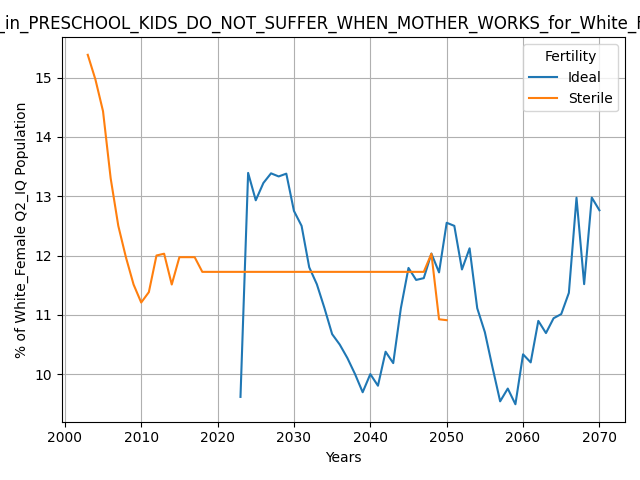 _in_PRESCHOOL_KIDS_DO_NOT_SUFFER_WHEN_MOTHER_WORKS_for_White_F
Fertility
Ideal
Sterile
% of White_Female Q2_IQ Population
15
14
13
12
11
10
2000 2010 2020 2030 2040 2050 2060 2070
Years